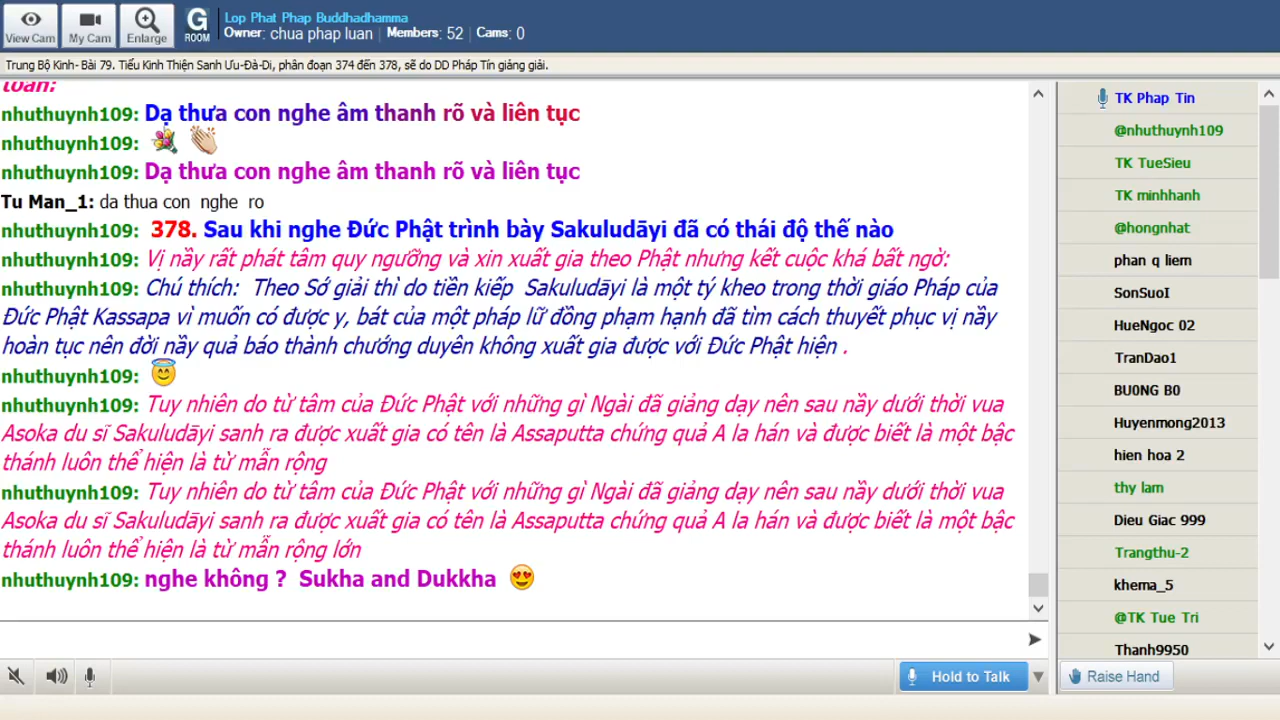 View Cam
My Cam
Enlarge
G
ROOM
Lop Phat Phap Buddhadhamma
Owner: chua phap luan | Members: 52 | Cams: 0
Trung Bộ Kinh- Bài 79. Tiểu Kinh Thiện Sanh Ưu-Đà-Di, phân đoạn 374 đến 378, sẽ do DD Pháp Tín giảng giải.
toàn:
nhuthuynh109: Dạ thưa con nghe âm thanh rõ và liên tục
nhuthuynh109:
nhuthuynh109: Dạ thưa con nghe âm thanh rõ và liên tục
Tu Man_1: da thua con nghe ro
nhuthuynh109: 378. Sau khi nghe Đức Phật trình bày Sakuludāyi đã có thái độ thế nào
nhuthuynh109: Vị nầy rất phát tâm quy ngưỡng và xin xuất gia theo Phật nhưng kết cuộc khá bất ngờ:
nhuthuynh109: Chú thích: Theo Sớ giải thì do tiền kiếp Sakuludāyi là một tý kheo trong thời giáo Pháp của
Đức Phật Kassapa vì muốn có được y, bát của một pháp lữ đồng phạm hạnh đã tìm cách thuyết phục vị nầy
hoàn tục nên đời nầy quả báo thành chướng duyên không xuất gia được với Đức Phật hiện .
nhuthuynh109:
nhuthuynh109: Tuy nhiên do từ tâm của Đức Phật với những gì Ngài đã giảng dạy nên sau nầy dưới thời vua
Asoka du sĩ Sakuludāyi sanh ra được xuất gia có tên là Assaputta chứng quả A la hán và được biết là một bậc
thánh luôn thể hiện là từ mẫn rộng
nhuthuynh109: Tuy nhiên do từ tâm của Đức Phật với những gì Ngài đã giảng dạy nên sau nầy dưới thời vua
Asoka du sĩ Sakuludāyi sanh ra được xuất gia có tên là Assaputta chứng quả A la hán và được biết là một bậc
thánh luôn thể hiện là từ mẫn rộng lớn
nhuthuynh109: nghe không ? Sukha and Dukkha
Hold to Talk
TK Phap Tin
@nhuthuynh109
TK TueSieu
TK minhhanh
@hongnhat
phan q liem
SonSuoI
HueNgoc 02
TranDao1
BU0NG B0
Huyenmong2013
hien hoa 2
thy lam
Dieu Giac 999
Trangthu-2
khema_5
@TK Tue Tri
Thanh9950
Raise Hand